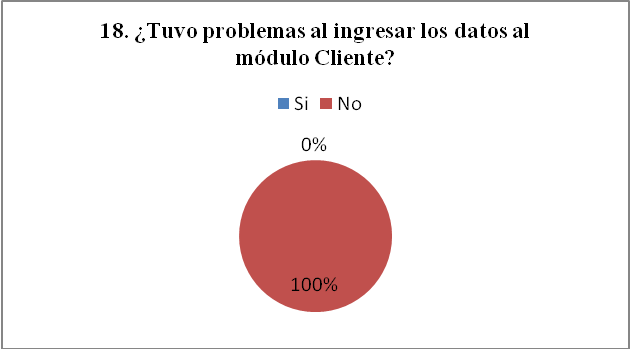 18. ¿Tuvo problemas al ingresar los datos al
módulo Cliente?
Si No
0%
100%